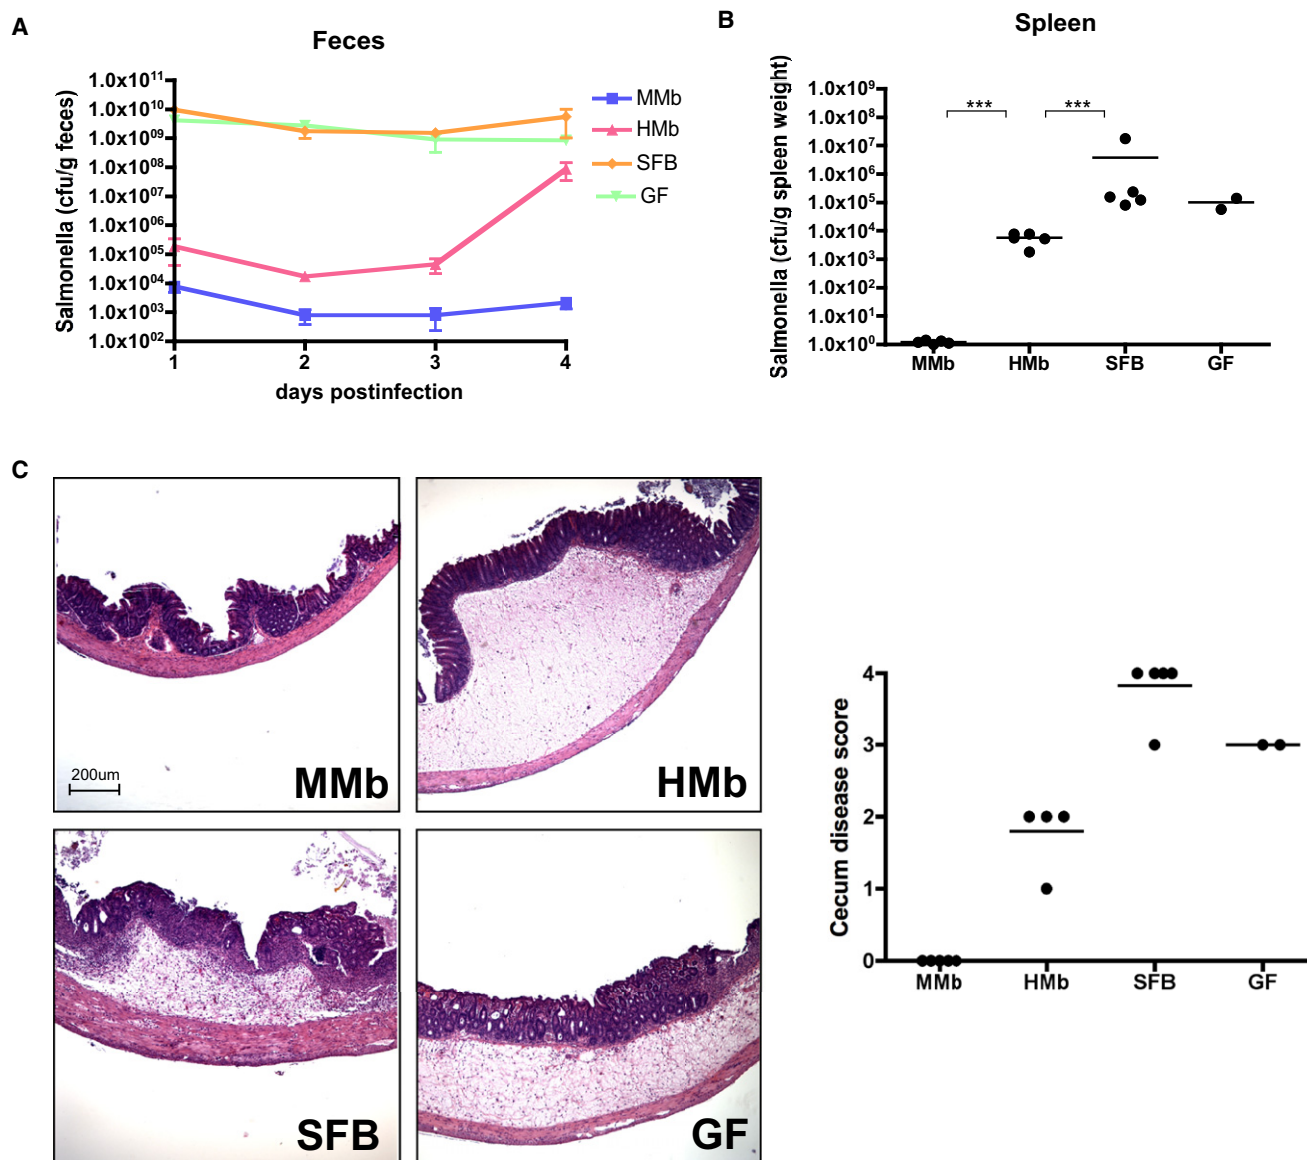 A
Feces
Salmonella (cfu/g feces)
1.0x10¹¹
1.0x10¹⁰
1.0x10⁰⁹
1.0x10⁰⁸
1.0x10⁰⁷
1.0x10⁰⁶
1.0x10⁰⁵
1.0x10⁰⁴
1.0x10⁰³
1.0x10⁰²
1 2 3 4
days postinfection
MMb
HMb
SFB
GF
B
Spleen
Salmonella (cfu/g spleen weight)
1.0x10⁹
1.0x10⁸
1.0x10⁷
1.0x10⁶
1.0x10⁵
1.0x10⁴
1.0x10³
1.0x10²
1.0x10¹
1.0x10⁰
*** ***
MMb HMb SFB GF
C
200um
MMb
HMb
SFB
GF
Cecum disease score
4
3
2
1
0
MMb HMb SFB GF